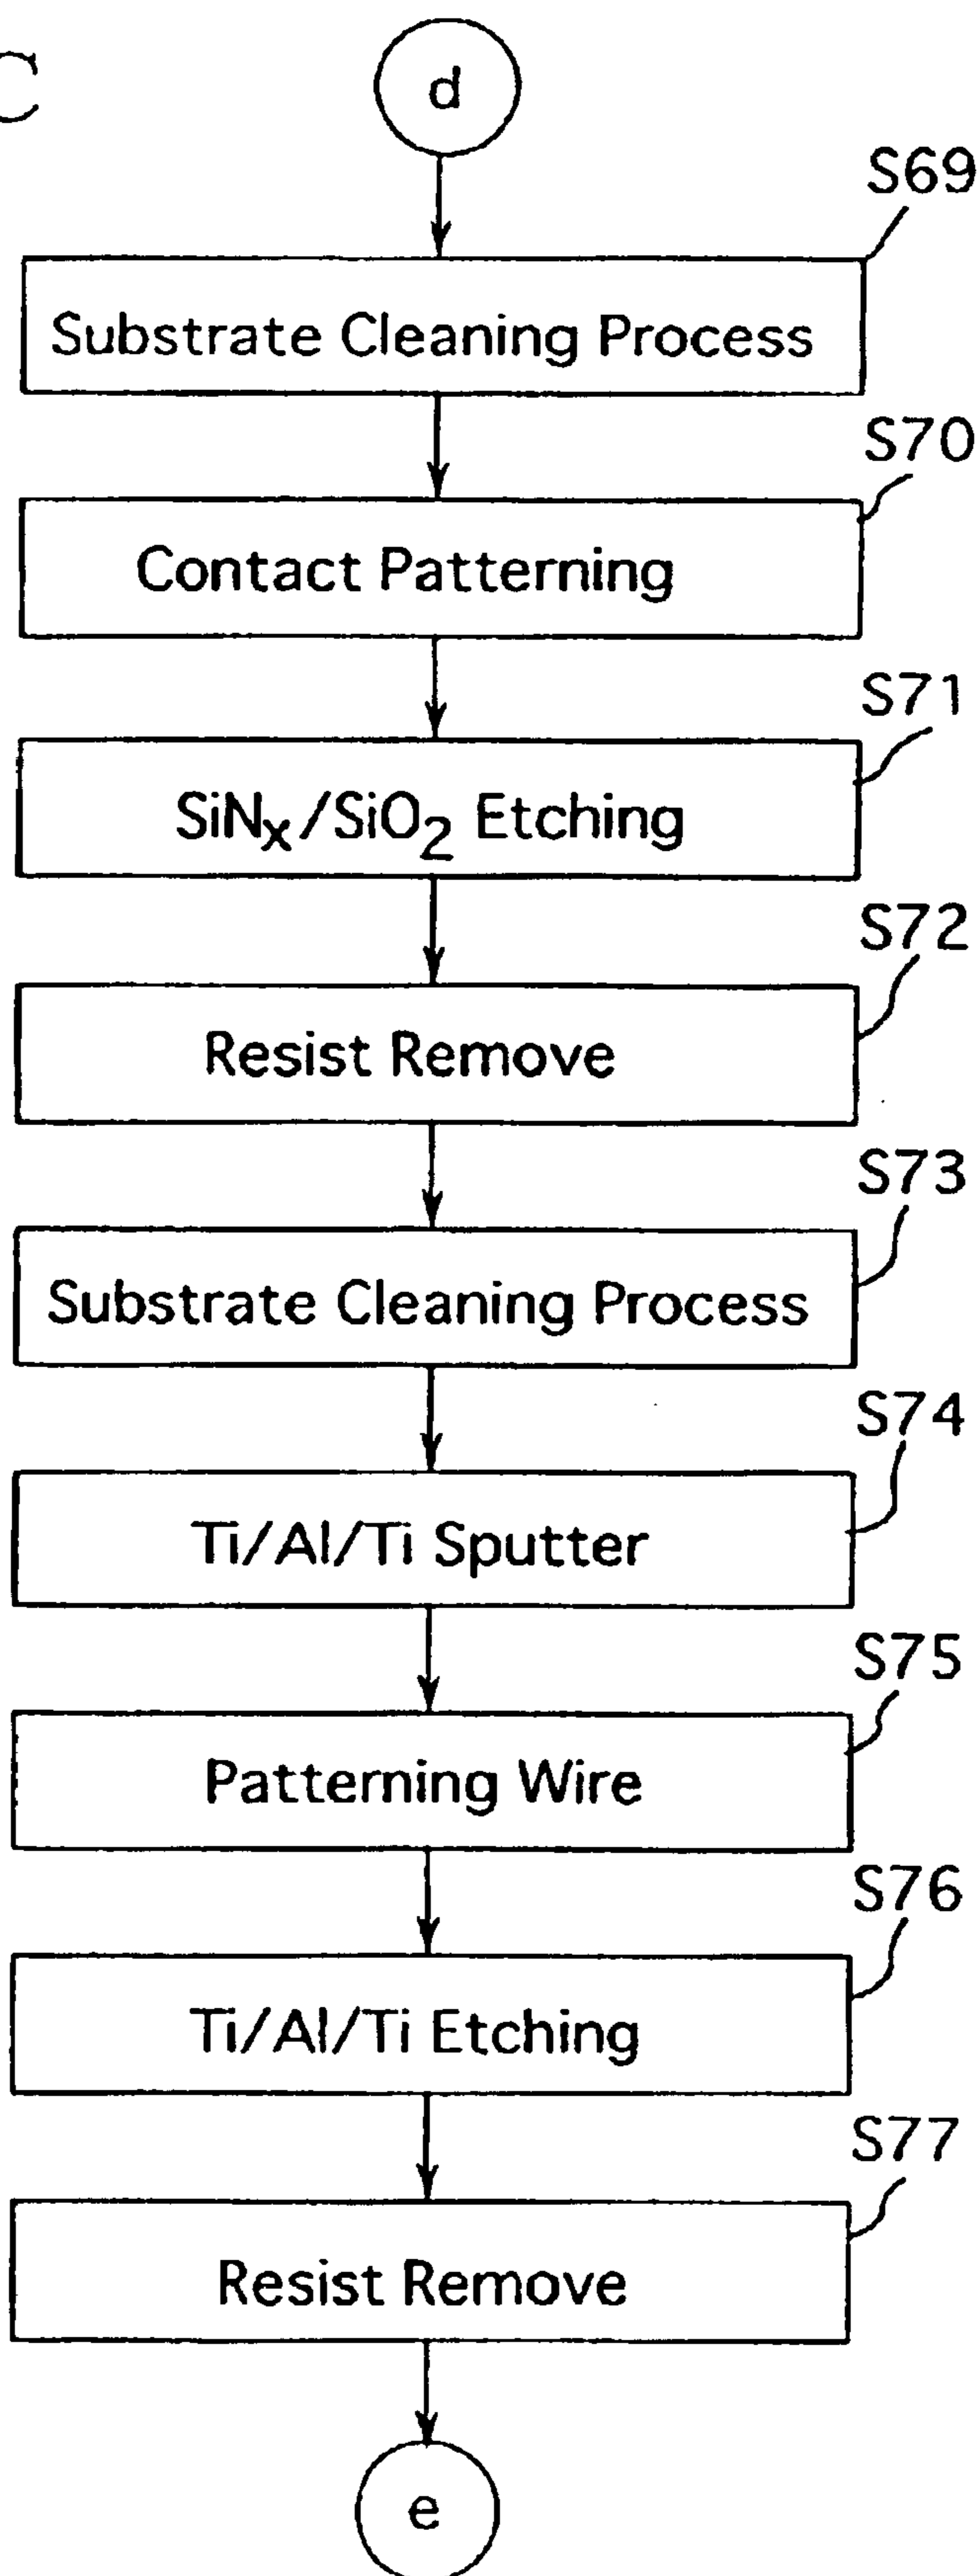 C
d
S69
Substrate Cleaning Process
S70
Contact Patterning
S71
SiNx/SiO2 Etching
S72
Resist Remove
S73
Substrate Cleaning Process
S74
Ti/Al/Ti Sputter
S75
Patterning Wire
S76
Ti/Al/Ti Etching
S77
Resist Remove
e